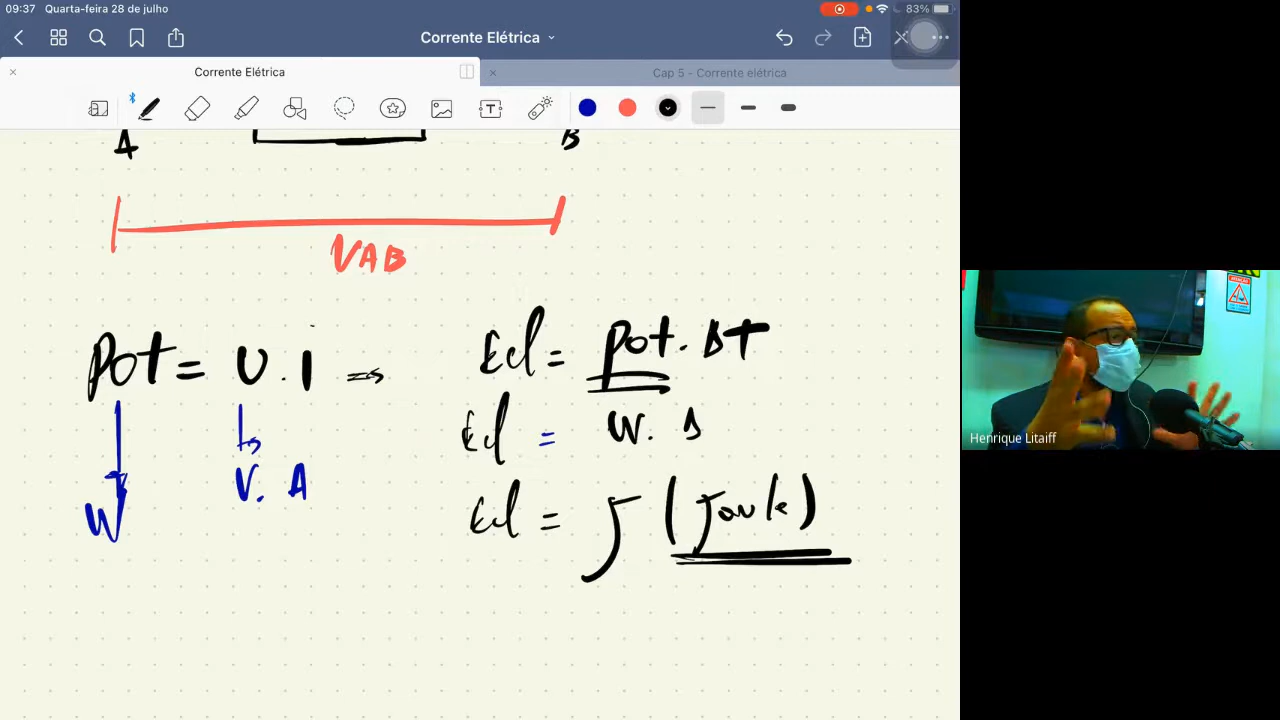 09:37 Quarta-feira 28 de julho 83%
Corrente Elétrica
Corrente Elétrica Cap 5 - Corrente elétrica
A B
VAB
Pot = U . i ⇒ Eel = Pot . Δt
W V . A Eel = W . s
Eel = J (Joule)
Henrique Litaiff